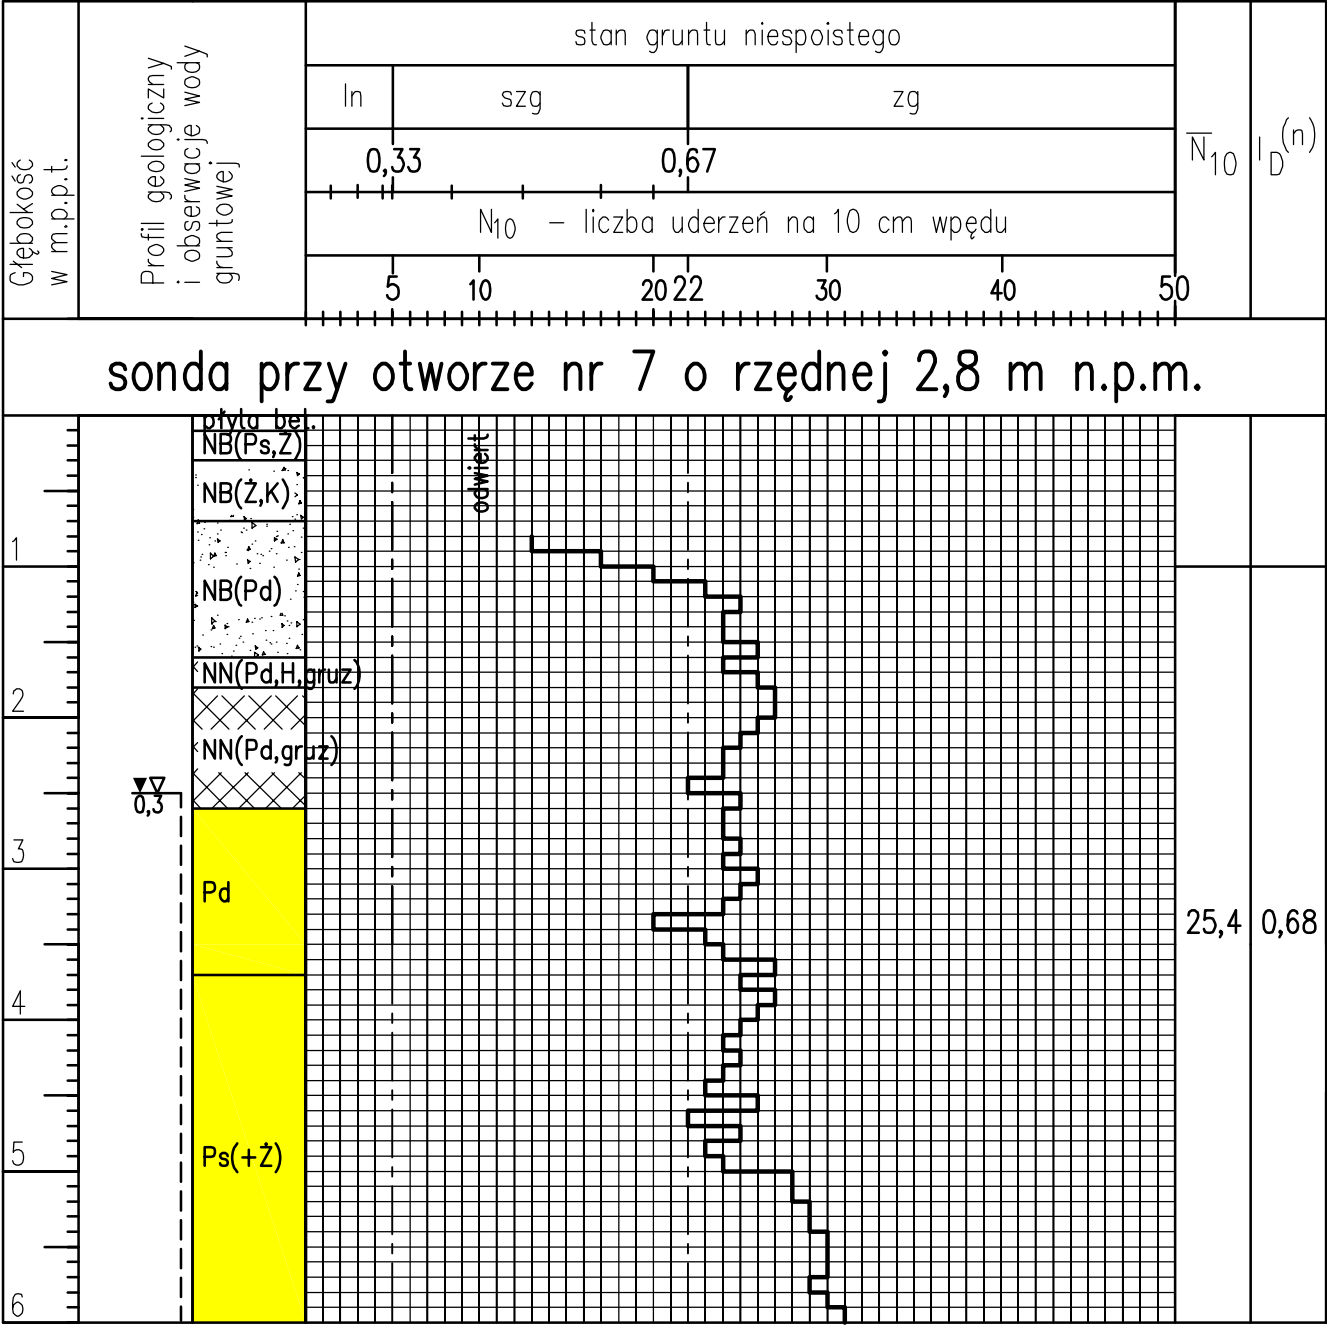 Głębokość
w m.p.p.t.
Profil geologiczny
i obserwacje wody
gruntowej
stan gruntu niespoistego
ln szg zg
0,33 0,67
N10 – liczba uderzeń na 10 cm wpędu
5 10 20 22 30 40 50
N10
ID(n)
sonda przy otworze nr 7 o rzędnej 2,8 m n.p.m.
płyta bet.
NB(Ps,Ż)
odwiert
NB(Ż,K)
1
NB(Pd)
NN(Pd,H,gruz)
2
NN(Pd,gruz)
0,3
3
Pd
25,4 0,68
4
5
Ps(+Ż)
6